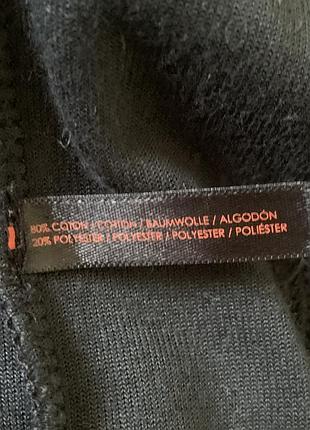 80% COTON / COTTON / BAUMWOLLE / ALGODÓN
20% POLYESTER / POLYESTER / POLYESTER / POLIÉSTER